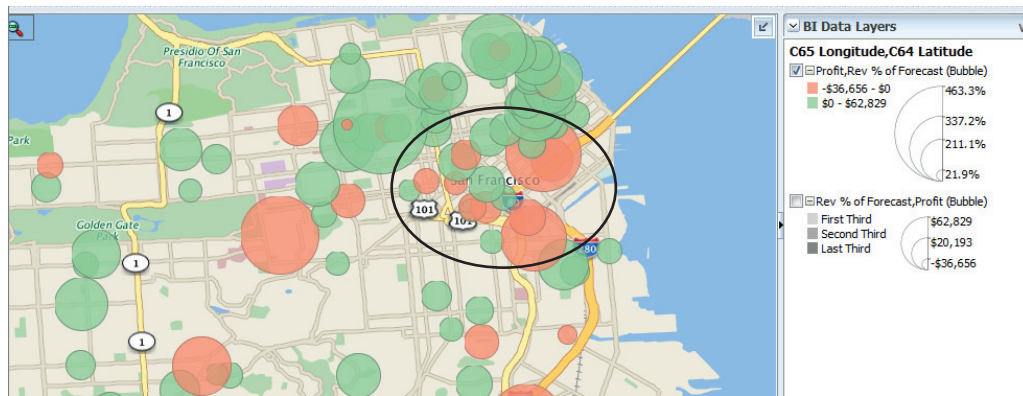 Presidio Of San
Francisco
1
Park
San Francisco
101
101
Golden Gate
Park
1
80
1
BI Data Layers
C65 Longitude,C64 Latitude
Profit,Rev % of Forecast (Bubble)
-$36,656 - $0
$0 - $62,829
463.3%
337.2%
211.1%
21.9%
Rev % of Forecast,Profit (Bubble)
First Third
Second Third
Last Third
$62,829
$20,193
-$36,656